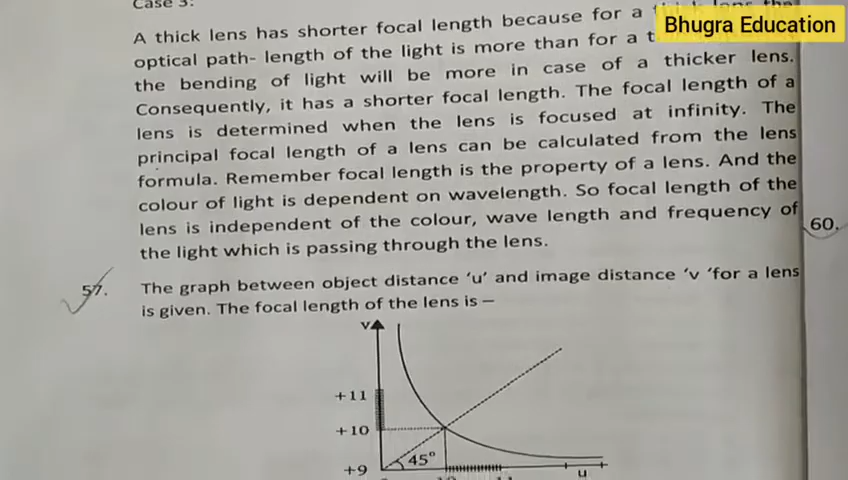 Case 3:
Bhugra Education
A thick lens has shorter focal length because for a thick lens the
optical path- length of the light is more than for a
the bending of light will be more in case of a thicker lens.
Consequently, it has a shorter focal length. The focal length of a
lens is determined when the lens is focused at infinity. The
principal focal length of a lens can be calculated from the lens
formula. Remember focal length is the property of a lens. And the
colour of light is dependent on wavelength. So focal length of the
lens is independent of the colour, wave length and frequency of
the light which is passing through the lens.
60.
57. The graph between object distance 'u' and image distance 'v 'for a lens
is given. The focal length of the lens is –
v
+11
+10
+9
45°
u